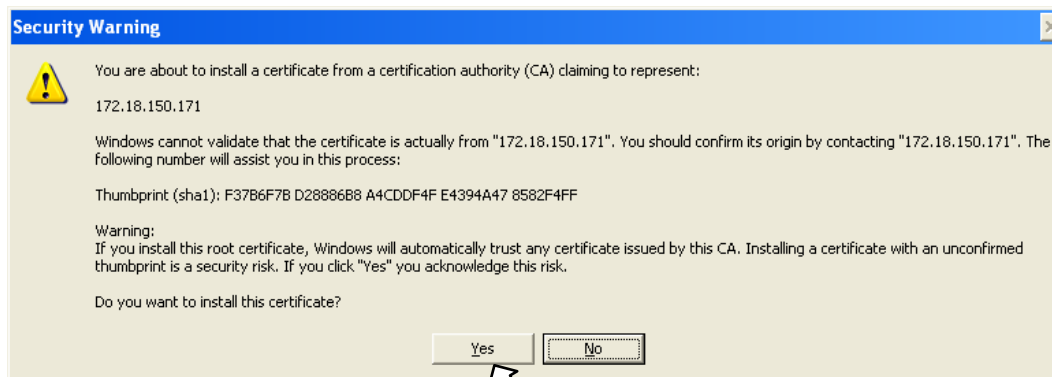 Security Warning
You are about to install a certificate from a certification authority (CA) claiming to represent:
172.18.150.171
Windows cannot validate that the certificate is actually from "172.18.150.171". You should confirm its origin by contacting "172.18.150.171". The
following number will assist you in this process:
Thumbprint (sha1): F37B6F7B D28886B8 A4CDDF4F E4394A47 8582F4FF
Warning:
If you install this root certificate, Windows will automatically trust any certificate issued by this CA. Installing a certificate with an unconfirmed
thumbprint is a security risk. If you click "Yes" you acknowledge this risk.
Do you want to install this certificate?
Yes No